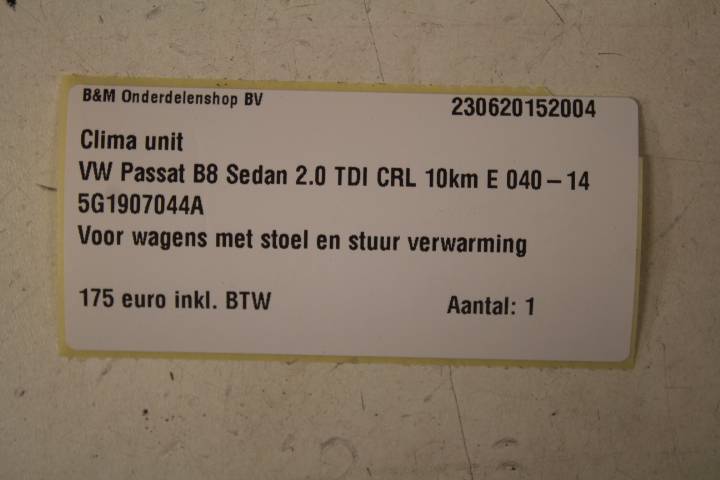 B&M Onderdelenshop BV 230620152004
Clima unit
VW Passat B8 Sedan 2.0 TDI CRL 10km E 040-14
5G1907044A
Voor wagens met stoel en stuur verwarming
175 euro inkl. BTW Aantal: 1